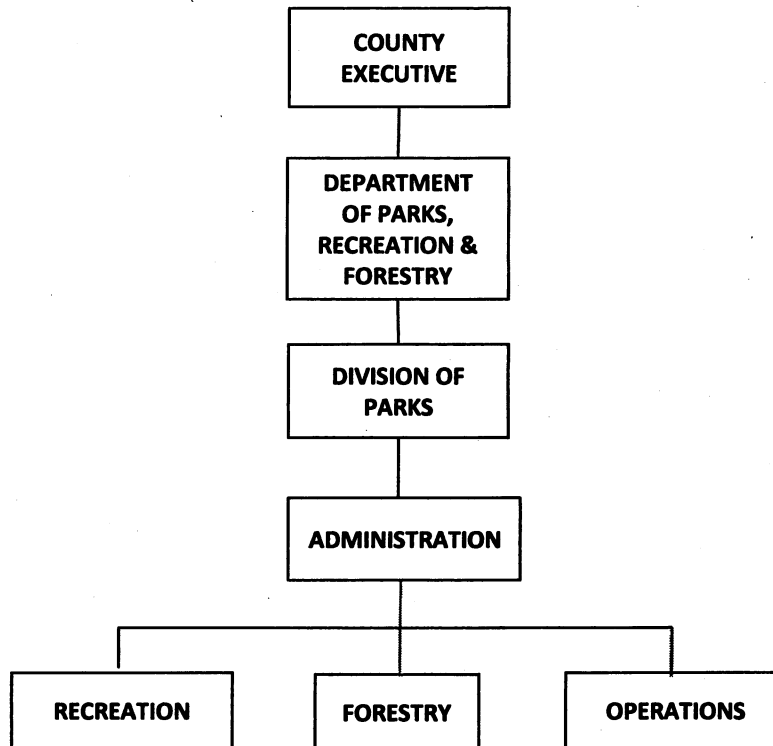 COUNTY
EXECUTIVE
DEPARTMENT
OF PARKS,
RECREATION &
FORESTRY
DIVISION OF
PARKS
ADMINISTRATION
RECREATION
FORESTRY
OPERATIONS